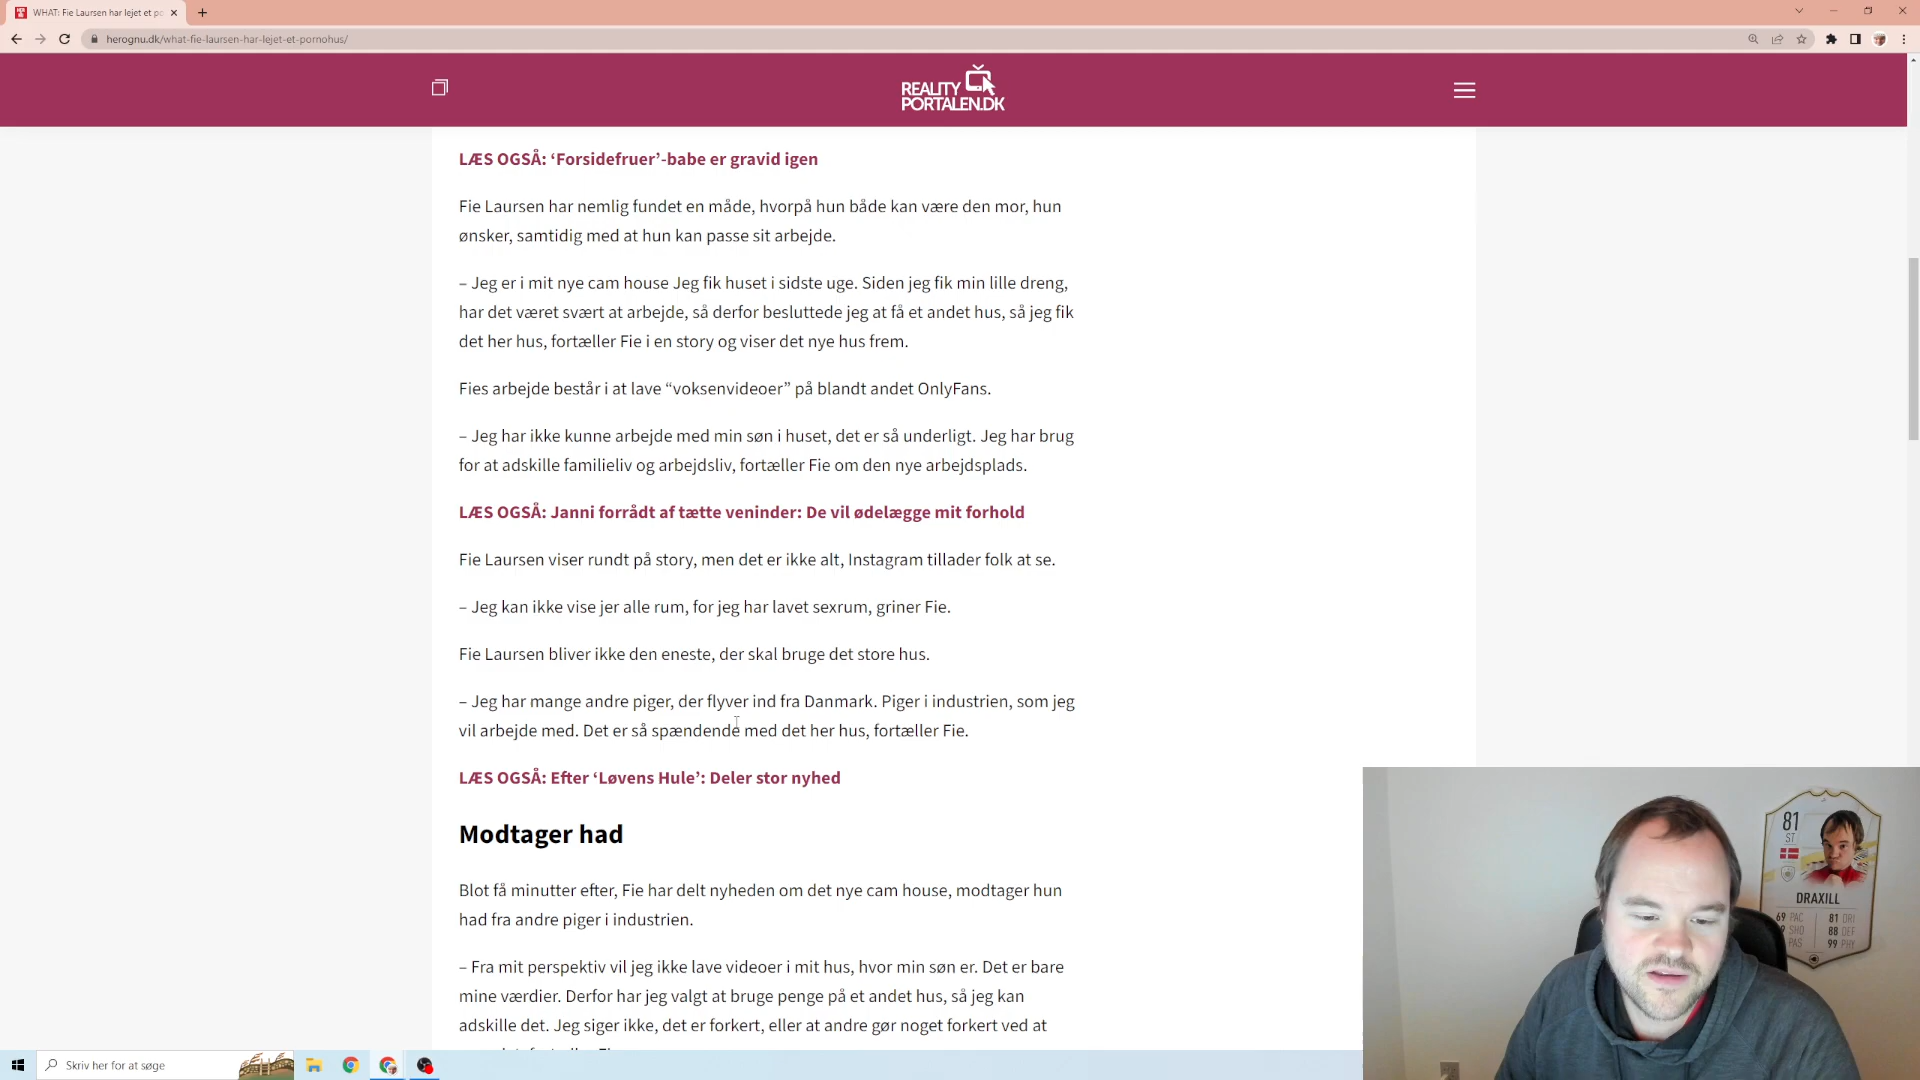 WHAT: Fie Laursen har lejet et po
herognu.dk/what-fie-laursen-har-lejet-et-pornohus/
REALITY
PORTALEN.DK
LÆS OGSÅ: ‘Forsidefruer’-babe er gravid igen
Fie Laursen har nemlig fundet en måde, hvorpå hun både kan være den mor, hun
ønsker, samtidig med at hun kan passe sit arbejde.
– Jeg er i mit nye cam house Jeg fik huset i sidste uge. Siden jeg fik min lille dreng,
har det været svært at arbejde, så derfor besluttede jeg at få et andet hus, så jeg fik
det her hus, fortæller Fie i en story og viser det nye hus frem.
Fies arbejde består i at lave “voksenvideoer” på blandt andet OnlyFans.
– Jeg har ikke kunne arbejde med min søn i huset, det er så underligt. Jeg har brug
for at adskille familieliv og arbejdsliv, fortæller Fie om den nye arbejdsplads.
LÆS OGSÅ: Janni forrådt af tætte veninder: De vil ødelægge mit forhold
Fie Laursen viser rundt på story, men det er ikke alt, Instagram tillader folk at se.
– Jeg kan ikke vise jer alle rum, for jeg har lavet sexrum, griner Fie.
Fie Laursen bliver ikke den eneste, der skal bruge det store hus.
– Jeg har mange andre piger, der flyver ind fra Danmark. Piger i industrien, som jeg
vil arbejde med. Det er så spændende med det her hus, fortæller Fie.
LÆS OGSÅ: Efter ‘Løvens Hule’: Deler stor nyhed
Modtager had
Blot få minutter efter, Fie har delt nyheden om det nye cam house, modtager hun
had fra andre piger i industrien.
– Fra mit perspektiv vil jeg ikke lave videoer i mit hus, hvor min søn er. Det er bare
mine værdier. Derfor har jeg valgt at bruge penge på et andet hus, så jeg kan
adskille det. Jeg siger ikke, det er forkert, eller at andre gør noget forkert ved at
81
ST
DRAXILL
69 PAC 81 DRI
SHO 88 DEF
PAS 99 PHY
Skriv her for at søge